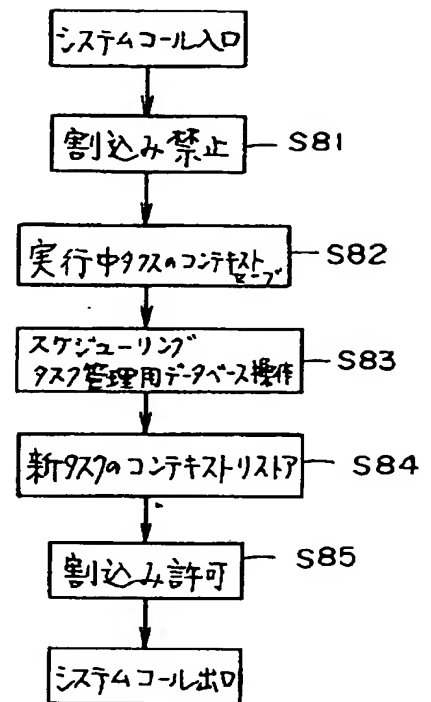 システムコール入口
割込み禁止
S81
実行中タスクのコンテキスト
セーブ
S82
スケジューリング
タスク管理用データベース操作
S83
新タスクのコンテキストリストア
S84
割込み許可
S85
システムコール出口